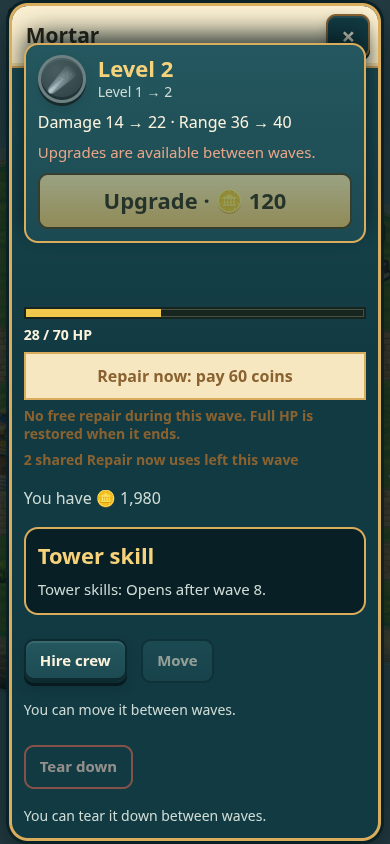 Mortar
×
Level 2
Level 1 → 2
Damage 14 → 22 · Range 36 → 40
Upgrades are available between waves.
Upgrade · 🪙 120
28 / 70 HP
Repair now: pay 60 coins
No free repair during this wave. Full HP is
restored when it ends.
2 shared Repair now uses left this wave
You have 🪙 1,980
Tower skill
Tower skills: Opens after wave 8.
Hire crew
Move
You can move it between waves.
Tear down
You can tear it down between waves.